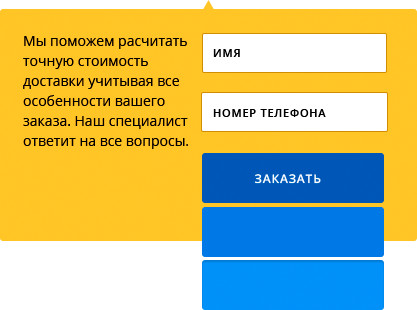 Мы поможем расчитать
точную стоимость
доставки учитывая все
особенности вашего
заказа. Наш специалист
ответит на все вопросы.
ИМЯ
НОМЕР ТЕЛЕФОНА
ЗАКАЗАТЬ